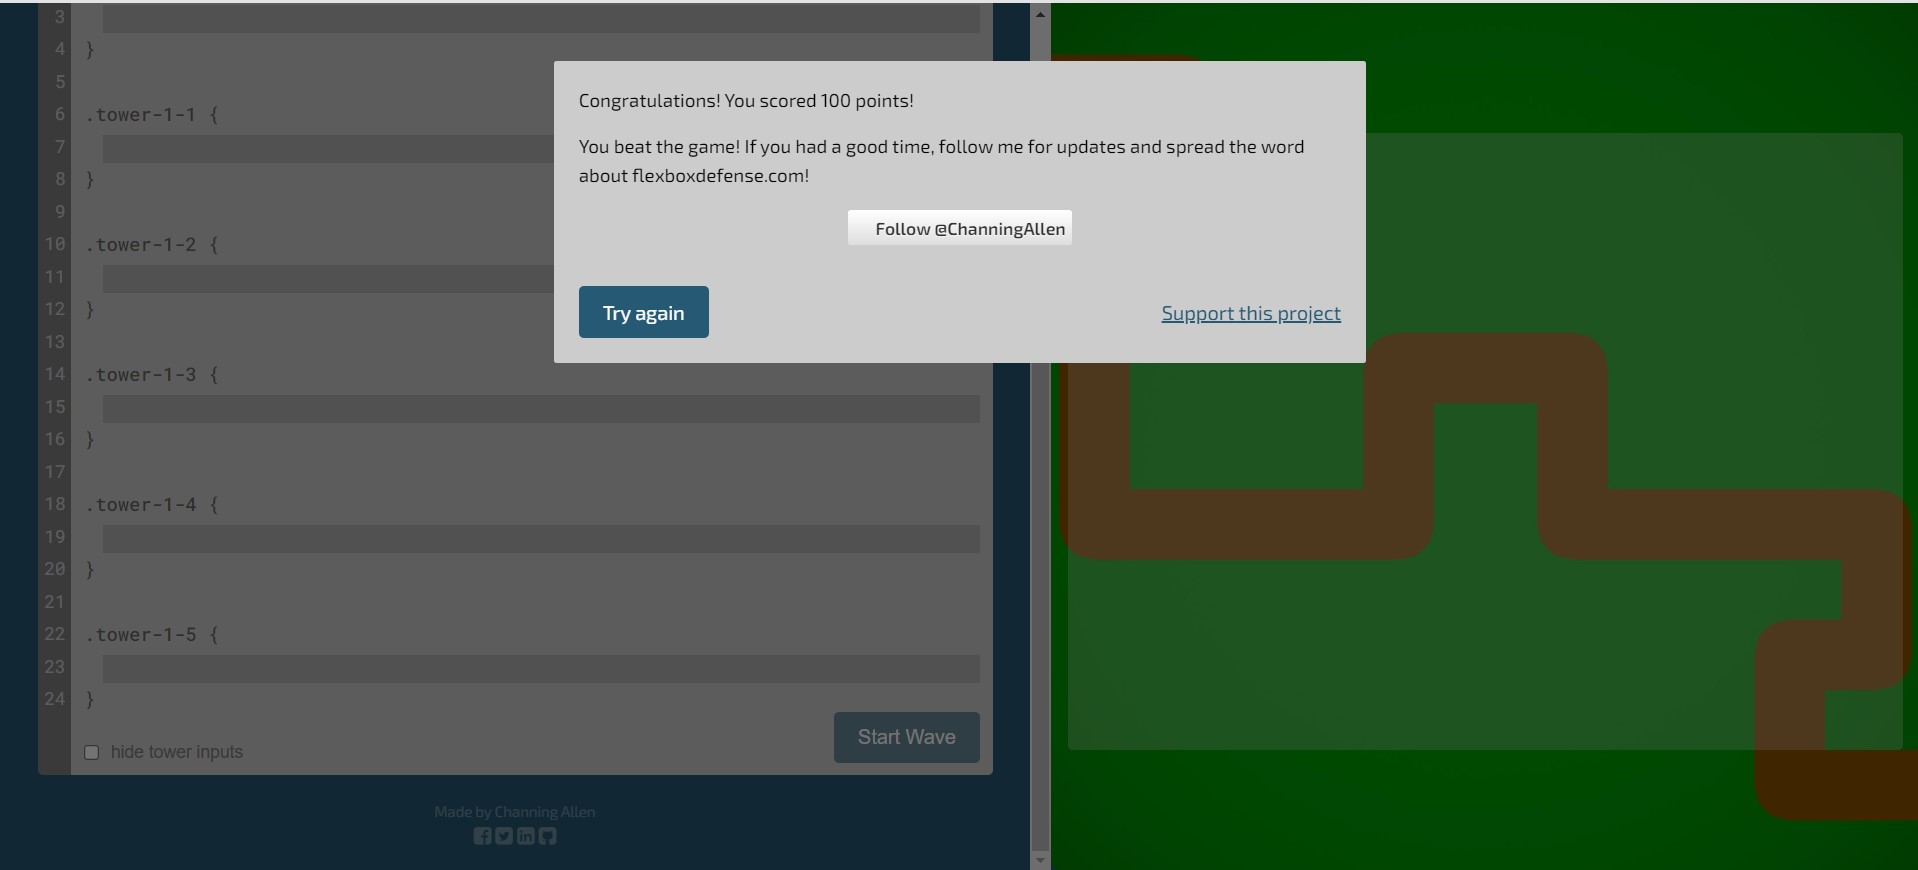 3
4 }
5
6 .tower-1-1 {
7
8 }
9
10 .tower-1-2 {
11
12 }
13
14 .tower-1-3 {
15
16 }
17
18 .tower-1-4 {
19
20 }
21
22 .tower-1-5 {
23
24 }
hide tower inputs
Start Wave
Made by Channing Allen
Congratulations! You scored 100 points!
You beat the game! If you had a good time, follow me for updates and spread the word
about flexboxdefense.com!
Follow @ChanningAllen
Try again
Support this project